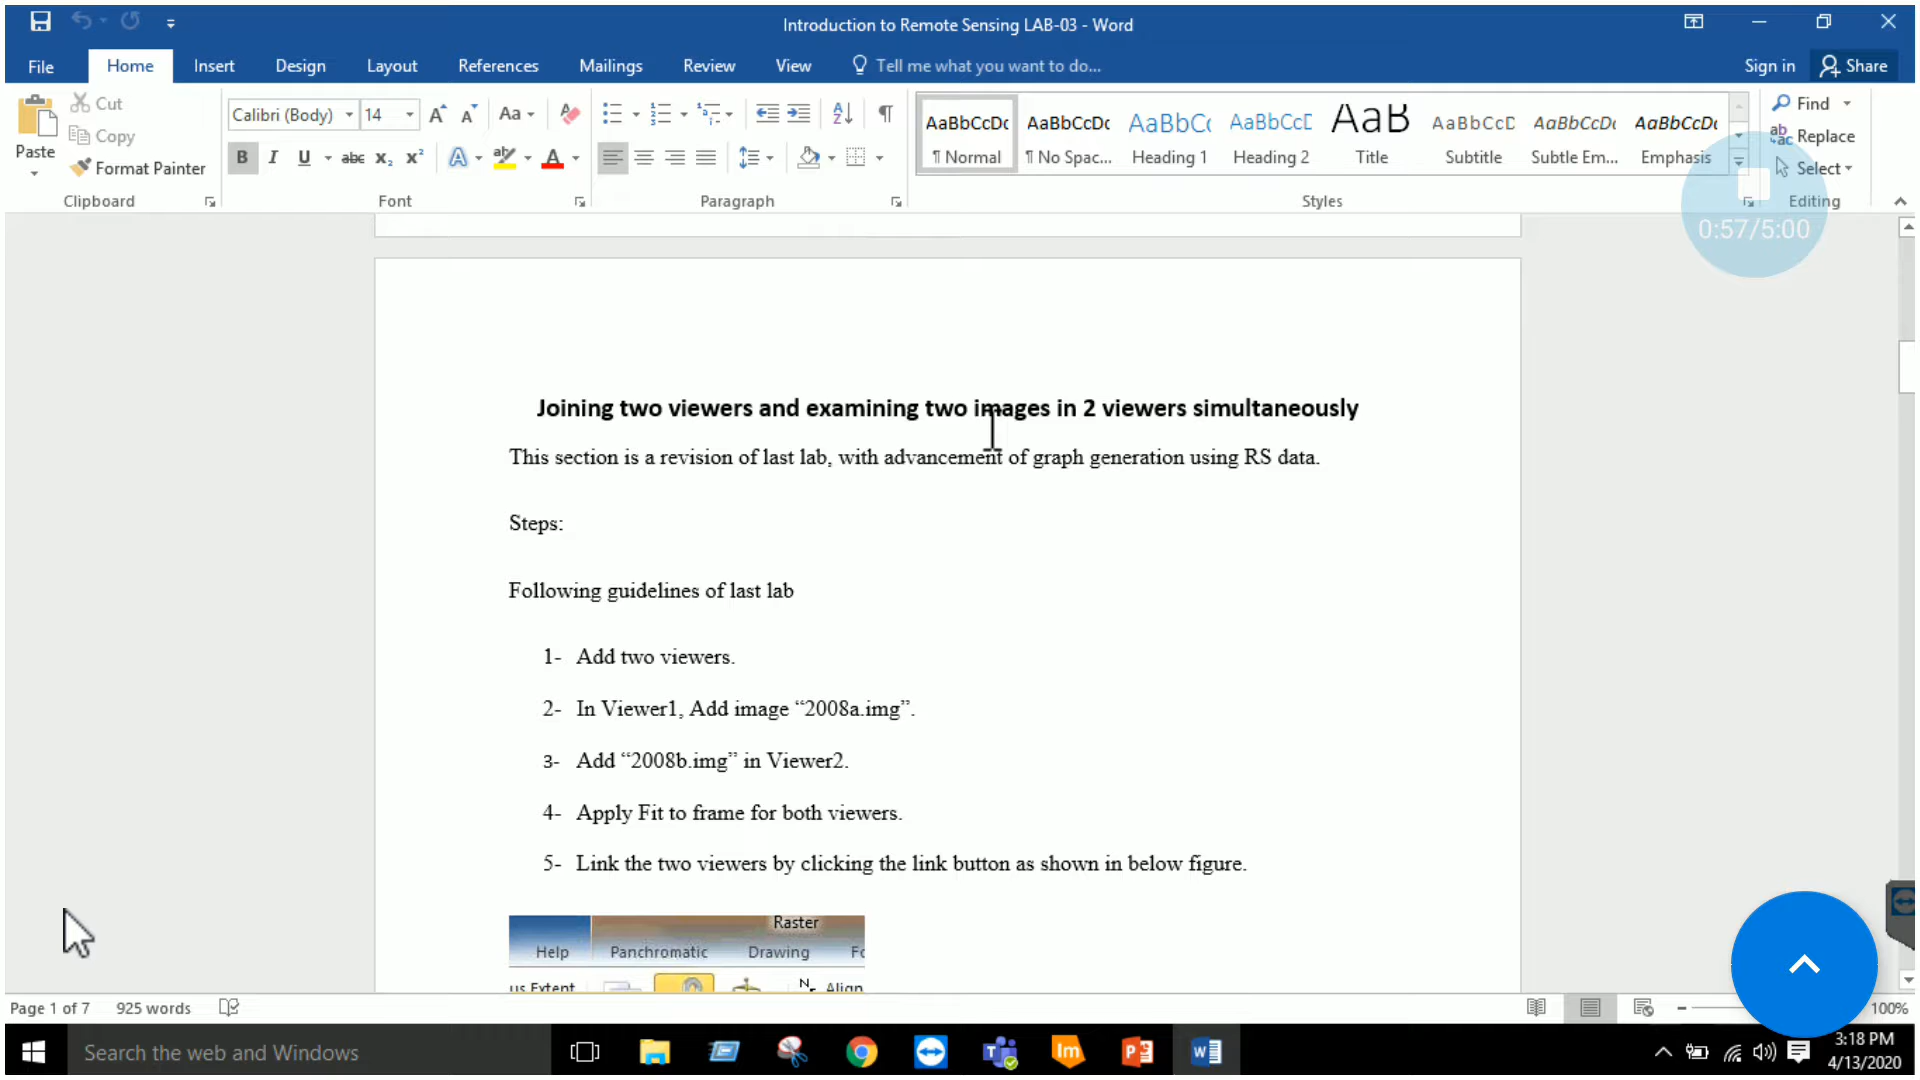 Introduction to Remote Sensing LAB-03 - Word
File Home Insert Design Layout References Mailings Review View Tell me what you want to do... Sign in Share
Cut
Copy
Paste
Format Painter
Clipboard
Calibri (Body) 14
Aa
B I U abc x₂ x²
Font
Paragraph
AaBbCcDc AaBbCcDc AaBbC AaBbCcD AaB AaBbCcD AaBbCcDc AaBbCcDc
¶ Normal ¶ No Spac... Heading 1 Heading 2 Title Subtitle Subtle Em... Emphasis
Styles
Find
Replace
Select
Editing
0:57/5:00
Joining two viewers and examining two images in 2 viewers simultaneously
This section is a revision of last lab, with advancement of graph generation using RS data.
Steps:
Following guidelines of last lab
1- Add two viewers.
2- In Viewer1, Add image “2008a.img”.
3- Add “2008b.img” in Viewer2.
4- Apply Fit to frame for both viewers.
5- Link the two viewers by clicking the link button as shown in below figure.
Raster
Help Panchromatic Drawing
us Extent Align
Page 1 of 7 925 words 100%
Search the web and Windows
3:18 PM
4/13/2020